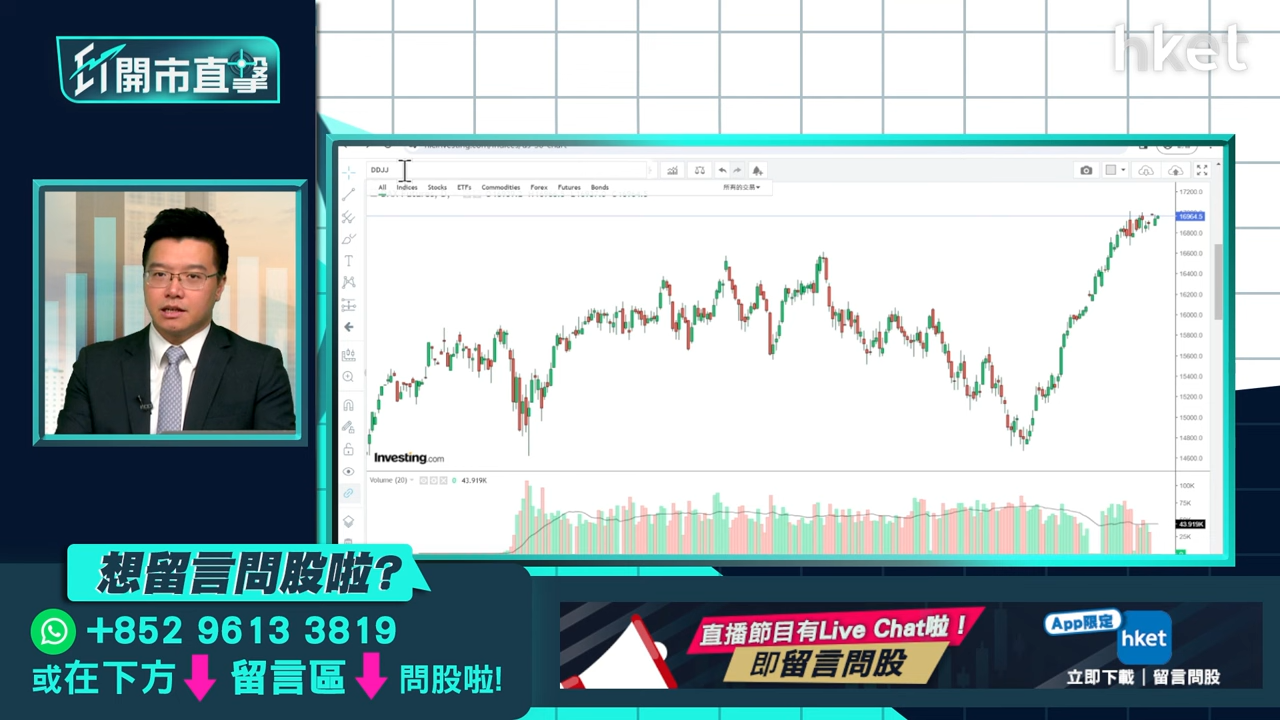 開市直擊
hket
DDJJ
All Indices Stocks ETFs Commodities Forex Futures Bonds 所有的交易
17200.0
16964.5
16800.0
16600.0
16400.0
16200.0
16000.0
15800.0
15600.0
15400.0
15200.0
15000.0
14800.0
14600.0
Investing.com
Volume (20) 0 43.919K
100K
75K
43.919K
25K
想留言問股啦?
+852 9613 3819
或在下方 留言區 問股啦!
直播節目有Live Chat啦!
即留言問股
App限定
hket
立即下載|留言問股